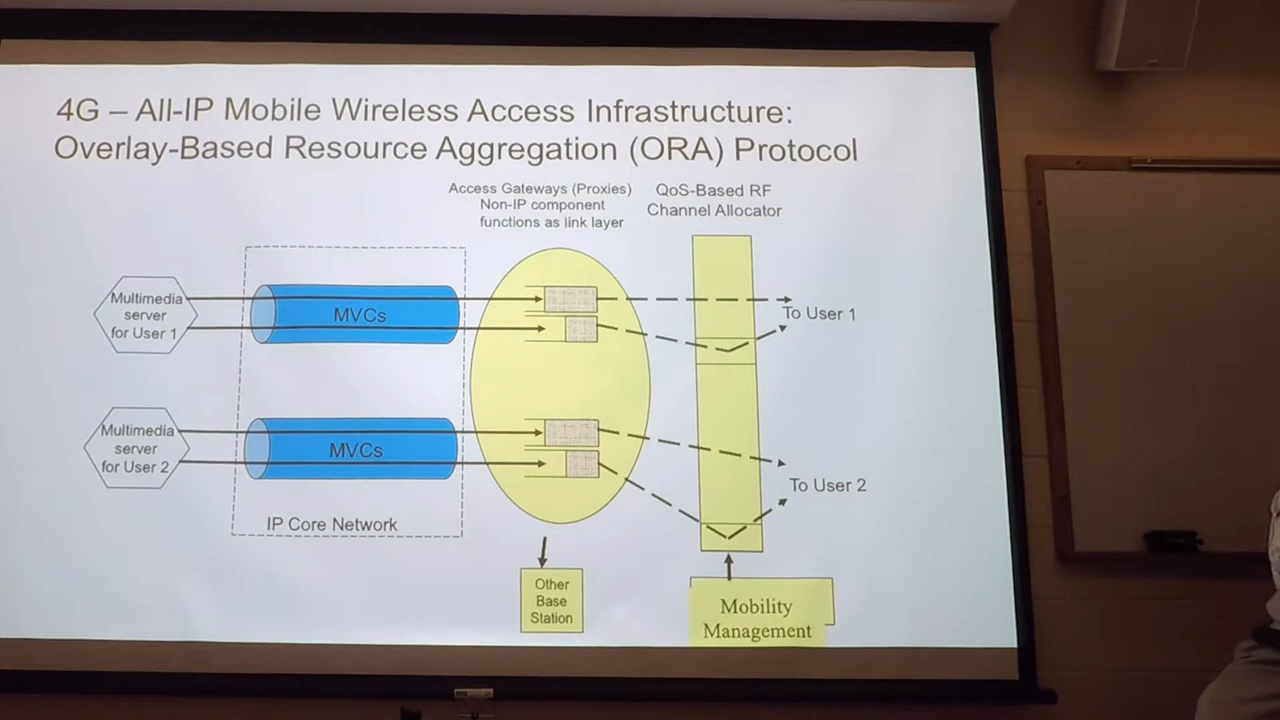 4G – All-IP Mobile Wireless Access Infrastructure:
Overlay-Based Resource Aggregation (ORA) Protocol
Access Gateways (Proxies)
Non-IP component
functions as link layer
QoS-Based RF
Channel Allocator
Multimedia
server
for User 1
MVCs
To User 1
Multimedia
server
for User 2
MVCs
To User 2
IP Core Network
Other
Base
Station
Mobility
Management